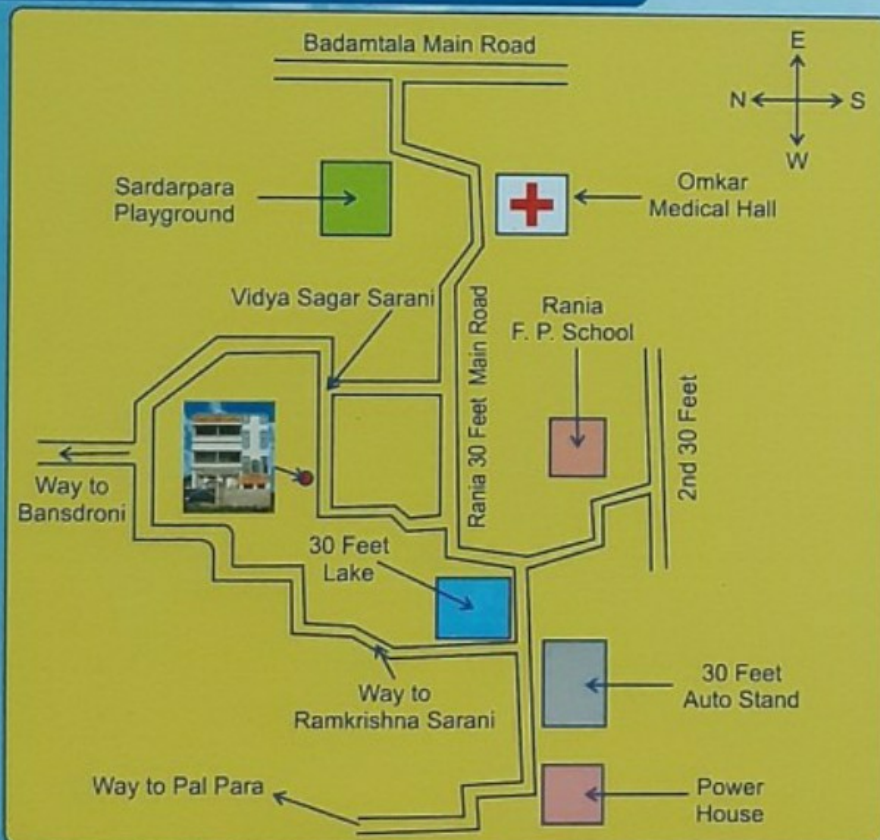 Badamtala Main Road
E
N
S
W
Sardarpara
Playground
Omkar
Medical Hall
Vidya Sagar Sarani
Rania 30 Feet Main Road
Rania
F. P. School
2nd 30 Feet
Way to
Bansdroni
30 Feet
Lake
Way to
Ramkrishna Sarani
30 Feet
Auto Stand
Way to Pal Para
Power
House